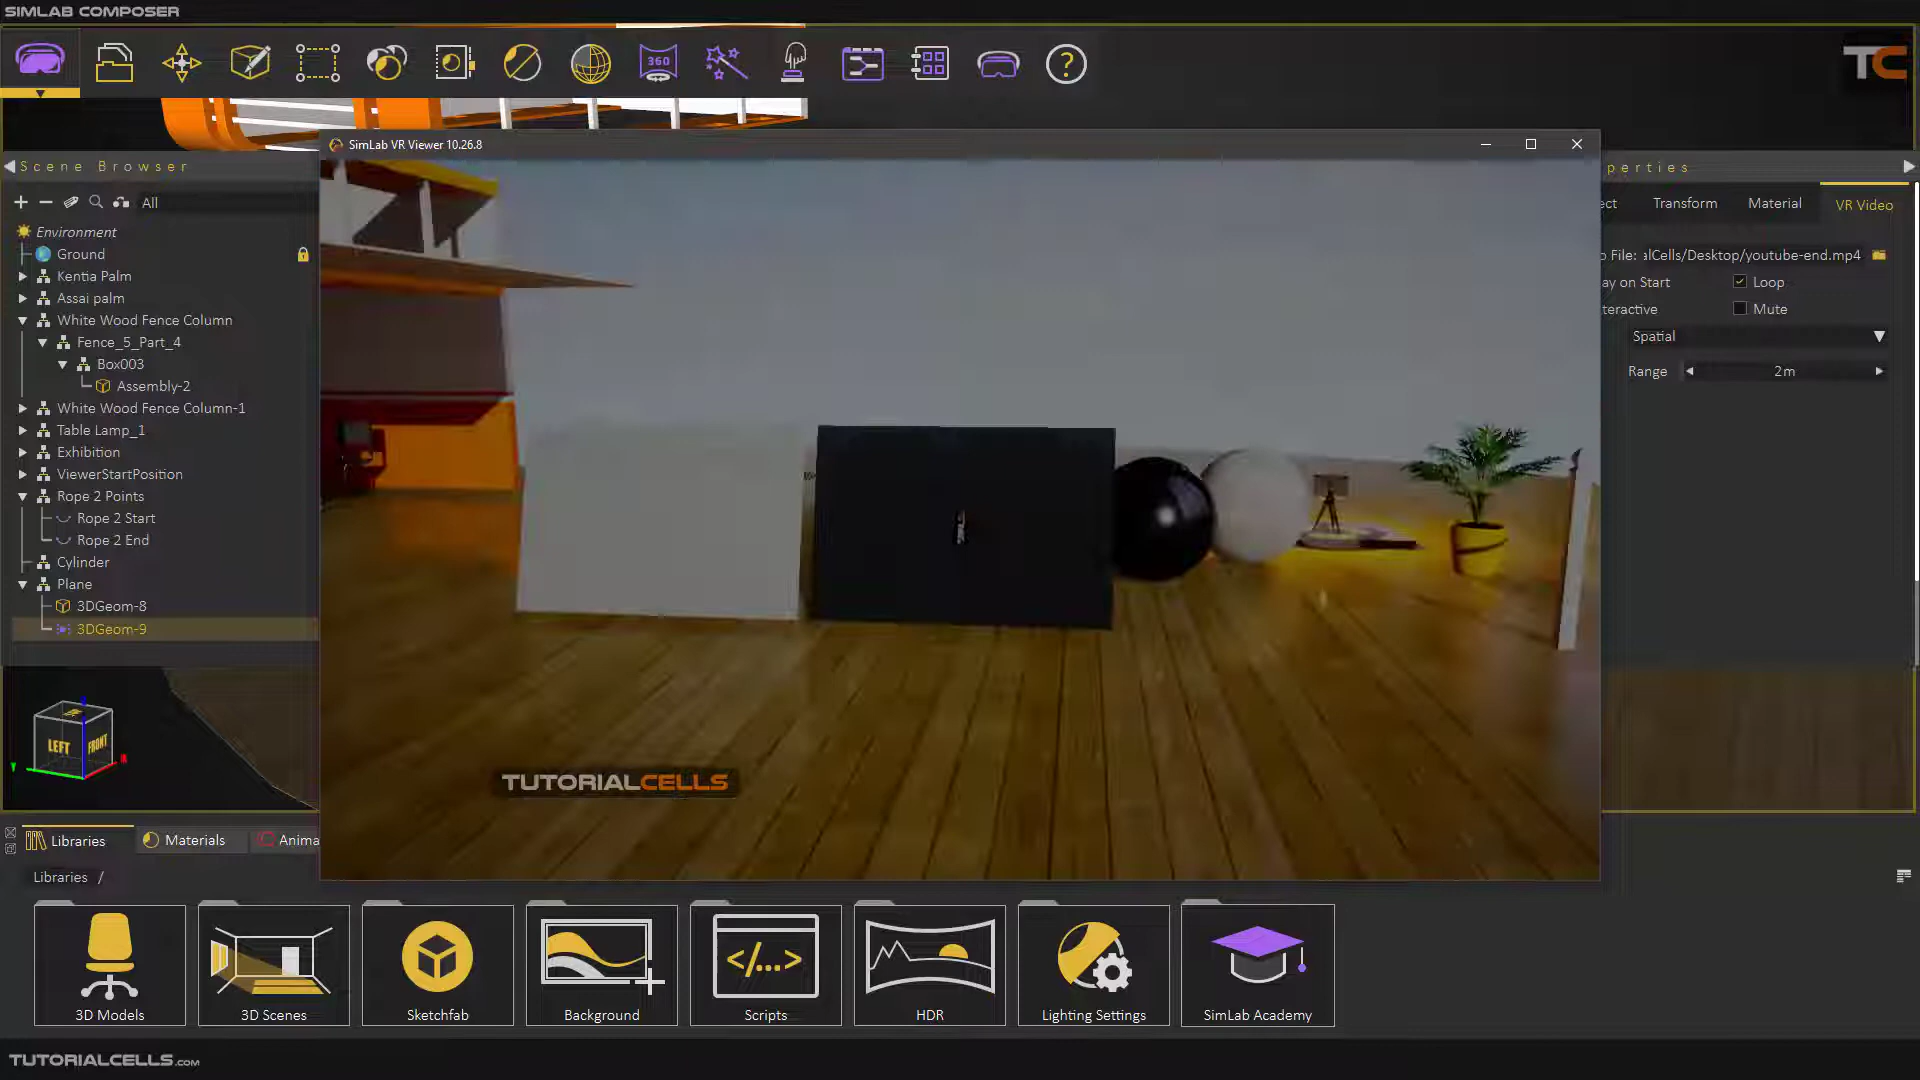 SIMLAB COMPOSER
360
?
TC
SimLab VR Viewer 10.26.8
Scene Browser
perties
All
ect
Transform
Material
VR Video
Environment
Ground
Kentia Palm
Assai palm
White Wood Fence Column
Fence_5_Part_4
Box003
Assembly-2
White Wood Fence Column-1
Table Lamp_1
Exhibition
ViewerStartPosition
Rope 2 Points
Rope 2 Start
Rope 2 End
Cylinder
Plane
3DGeom-8
3DGeom-9
o File: alCells/Desktop/youtube-end.mp4
ay on Start
Loop
teractive
Mute
Spatial
Range
2m
LEFT
FRONT
TUTORIALCELLS
Libraries
Materials
Anima
Libraries /
3D Models
3D Scenes
Sketchfab
Background
</...>
Scripts
HDR
Lighting Settings
SimLab Academy
TUTORIALCELLS.COM